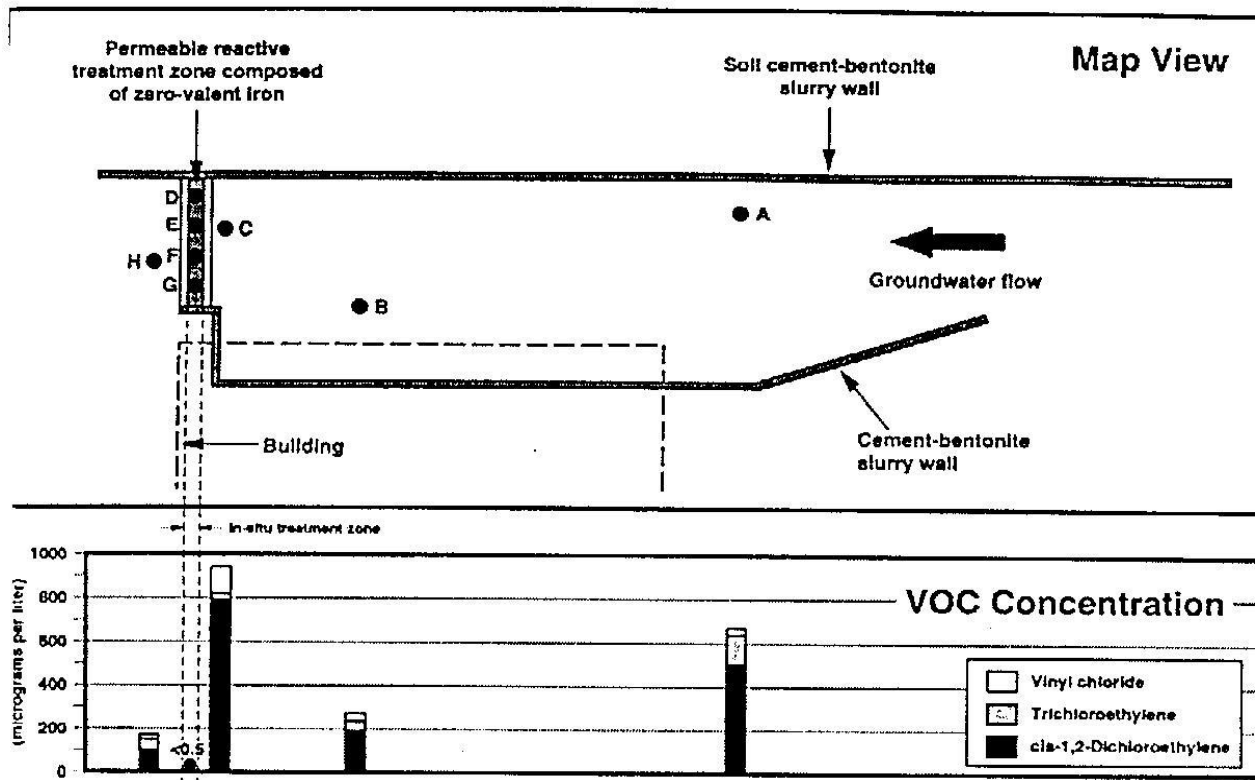 Permeable reactive
treatment zone composed
of zero-valent iron
Soil cement-bentonite
slurry wall
Map View
D
E
F
G
H
C
A
B
Groundwater flow
Building
Cement-bentonite
slurry wall
In-situ treatment zone
VOC Concentration
(micrograms per liter)
1000
800
600
400
200
0
<0.5
Vinyl chloride
Trichloroethylene
cis-1,2-Dichloroethylene